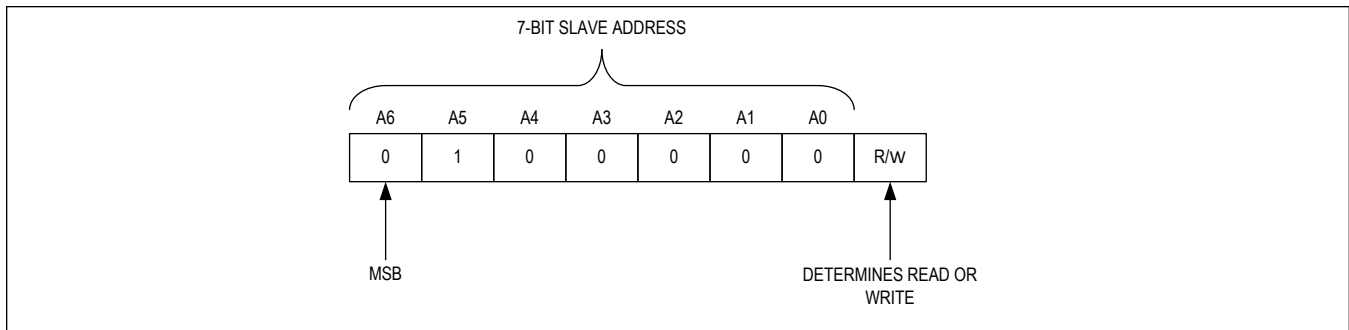 7-BIT SLAVE ADDRESS
A6 A5 A4 A3 A2 A1 A0
0 1 0 0 0 0 0 R/W
MSB
DETERMINES READ OR
WRITE